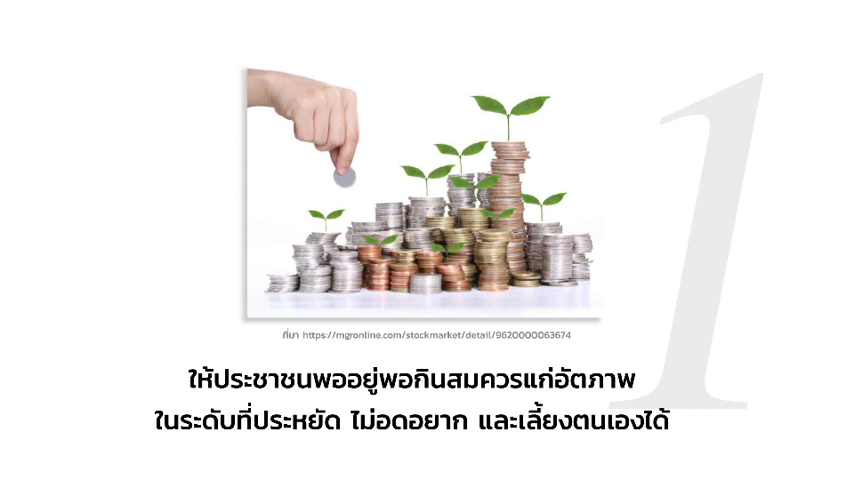 1
ที่มา https://mgronline.com/stockmarket/detail/9620000063674
ให้ประชาชนพออยู่พอกินสมควรแก่อัตภาพ
ในระดับที่ประหยัด ไม่อดอยาก และเลี้ยงตนเองได้